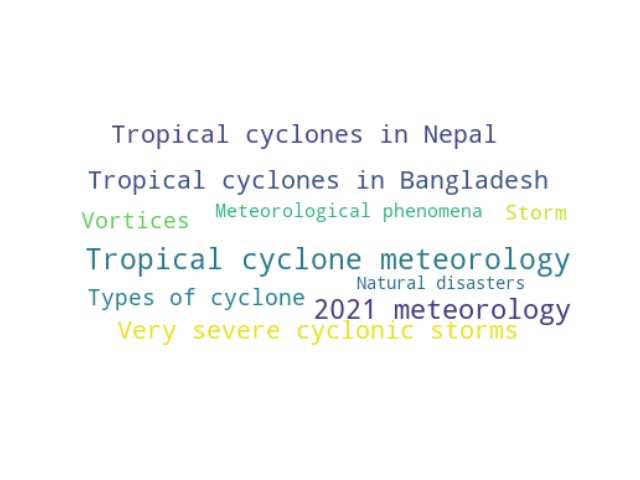 Tropical cyclones in Nepal
Tropical cyclones in Bangladesh
Vortices
Meteorological phenomena
Storm
Tropical cyclone meteorology
Natural disasters
Types of cyclone
2021 meteorology
Very severe cyclonic storms